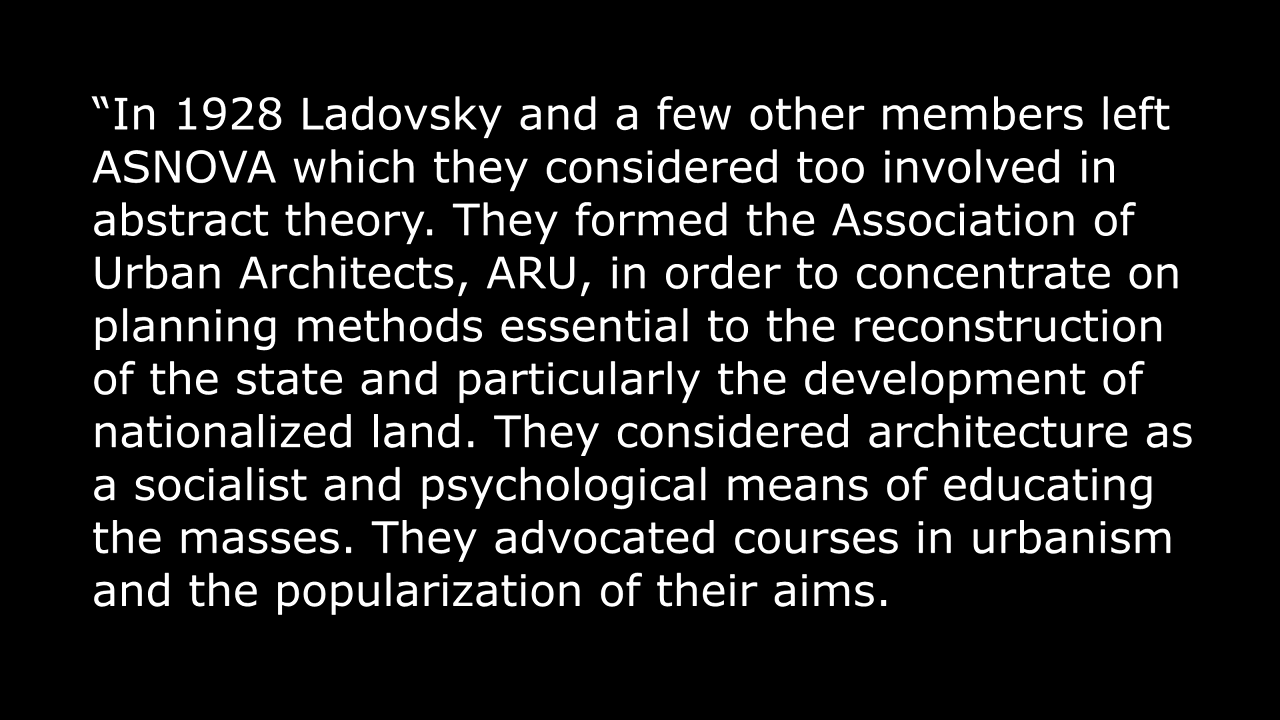 “In 1928 Ladovsky and a few other members left
ASNOVA which they considered too involved in
abstract theory. They formed the Association of
Urban Architects, ARU, in order to concentrate on
planning methods essential to the reconstruction
of the state and particularly the development of
nationalized land. They considered architecture as
a socialist and psychological means of educating
the masses. They advocated courses in urbanism
and the popularization of their aims.